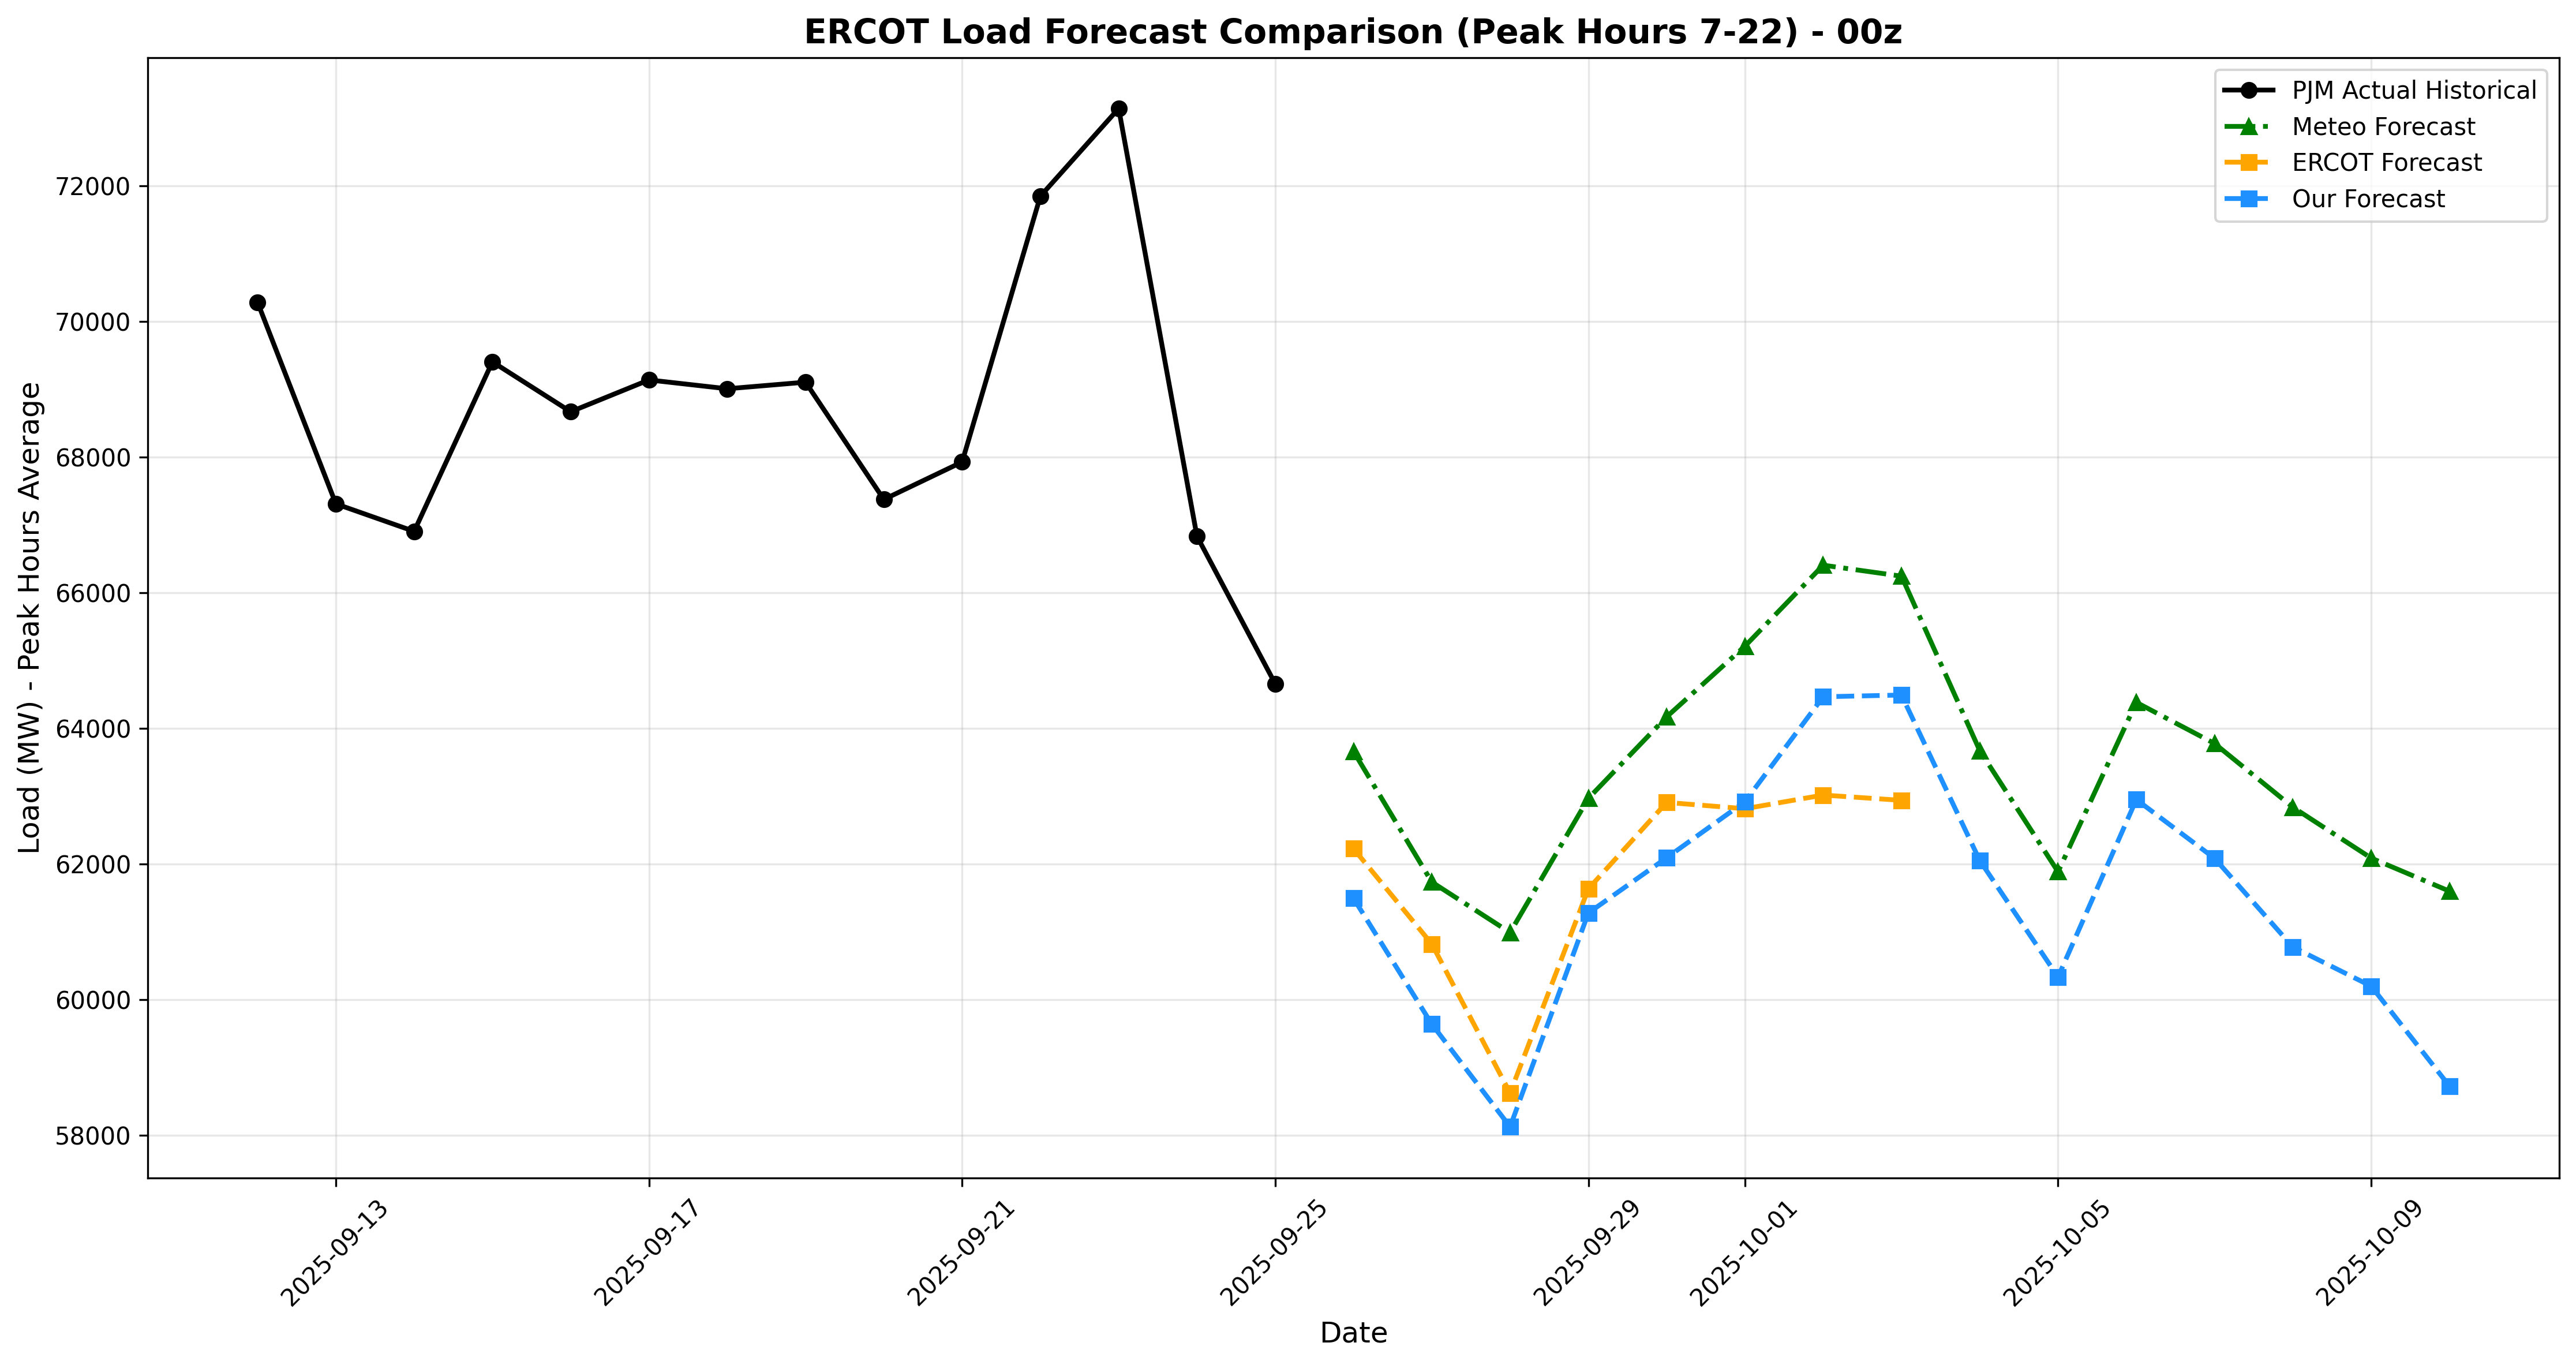 ERCOT Load Forecast Comparison (Peak Hours 7-22) - 00z
PJM Actual Historical
Meteo Forecast
ERCOT Forecast
Our Forecast
Load (MW) - Peak Hours Average
72000
70000
68000
66000
64000
62000
60000
58000
2025-09-13
2025-09-17
2025-09-21
2025-09-25
2025-09-29
2025-10-01
2025-10-05
2025-10-09
Date